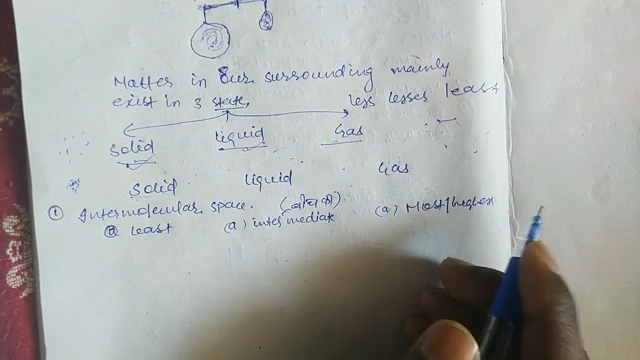 Matter in our surrounding mainly
exist in 3 state, less lesser least
solid liquid Gas
solid liquid Gas
① Intermolecular space.
(a) least (a) intermediate (a) Most/highest